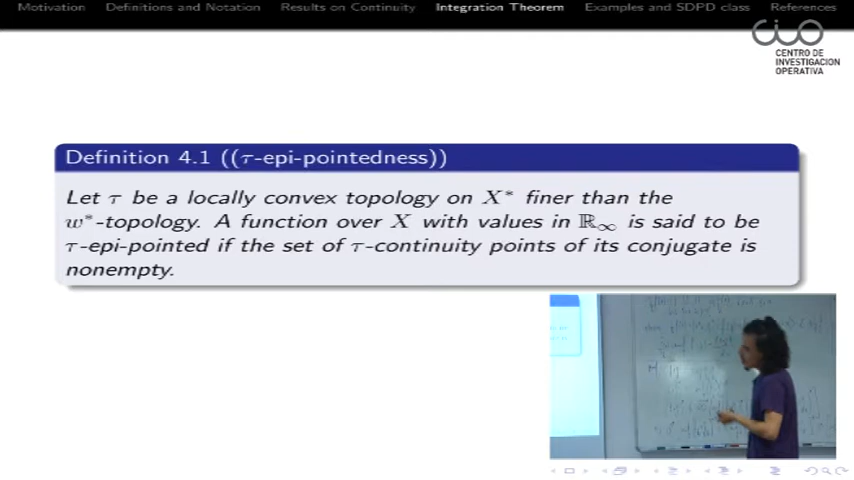 Motivation Definitions and Notation Results on Continuity Integration Theorem Examples and SDPD class References
CIO
CENTRO DE
INVESTIGACIÓN
OPERATIVA
Definition 4.1 ((τ-epi-pointedness))
Let τ be a locally convex topology on X* finer than the
w*-topology. A function over X with values in ℝ∞ is said to be
τ-epi-pointed if the set of τ-continuity points of its conjugate is
nonempty.